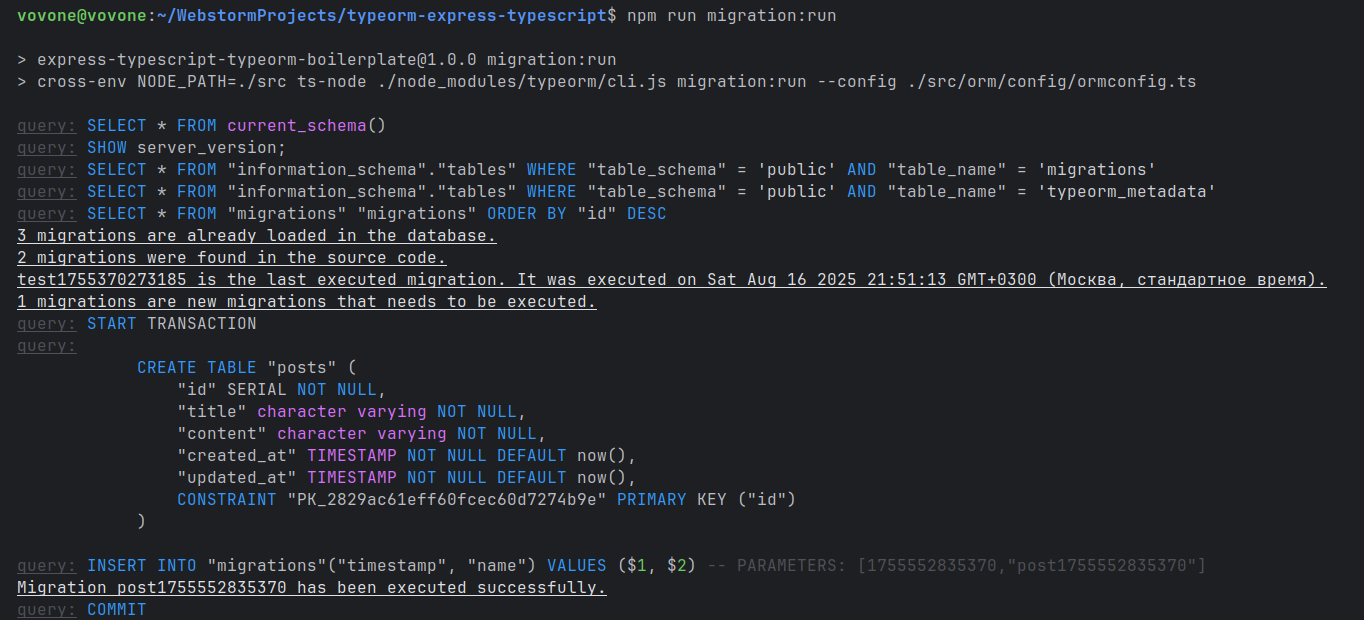 vovone@vovone:~/WebstormProjects/typeorm-express-typescript$ npm run migration:run
> express-typescript-typeorm-boilerplate@1.0.0 migration:run
> cross-env NODE_PATH=./src ts-node ./node_modules/typeorm/cli.js migration:run --config ./src/orm/config/ormconfig.ts
query: SELECT * FROM current_schema()
query: SHOW server_version;
query: SELECT * FROM "information_schema"."tables" WHERE "table_schema" = 'public' AND "table_name" = 'migrations'
query: SELECT * FROM "information_schema"."tables" WHERE "table_schema" = 'public' AND "table_name" = 'typeorm_metadata'
query: SELECT * FROM "migrations" "migrations" ORDER BY "id" DESC
3 migrations are already loaded in the database.
2 migrations were found in the source code.
test1755370273185 is the last executed migration. It was executed on Sat Aug 16 2025 21:51:13 GMT+0300 (Москва, стандартное время).
1 migrations are new migrations that needs to be executed.
query: START TRANSACTION
query:
CREATE TABLE "posts" (
"id" SERIAL NOT NULL,
"title" character varying NOT NULL,
"content" character varying NOT NULL,
"created_at" TIMESTAMP NOT NULL DEFAULT now(),
"updated_at" TIMESTAMP NOT NULL DEFAULT now(),
CONSTRAINT "PK_2829ac61eff60fcec60d7274b9e" PRIMARY KEY ("id")
)
query: INSERT INTO "migrations"("timestamp", "name") VALUES ($1, $2) -- PARAMETERS: [1755552835370,"post1755552835370"]
Migration post1755552835370 has been executed successfully.
query: COMMIT